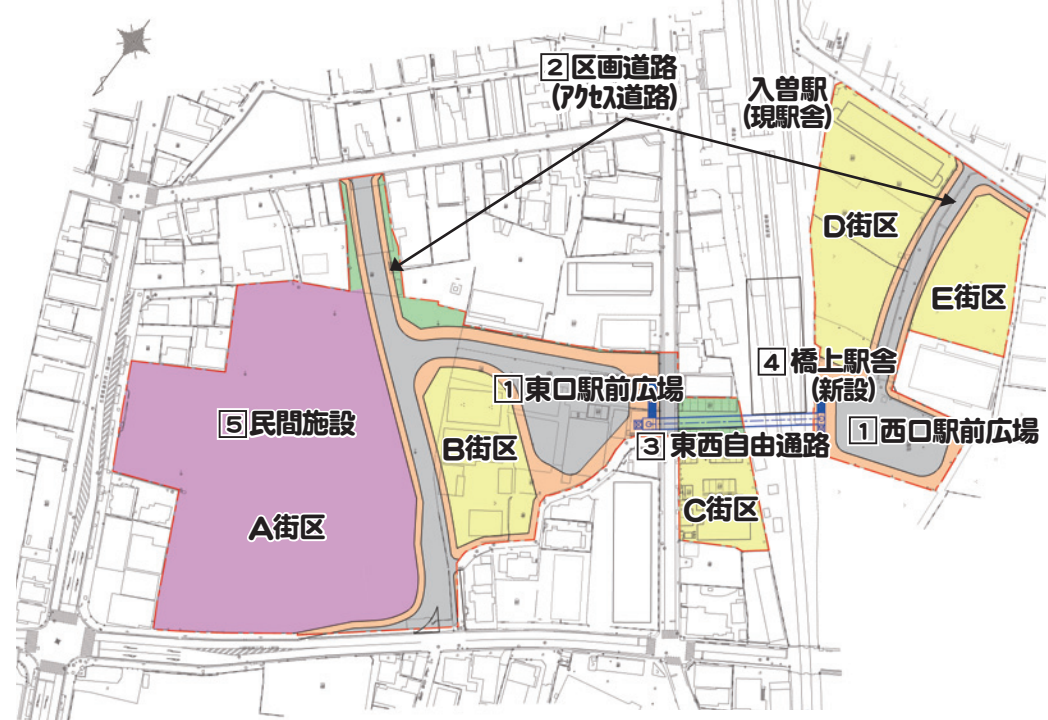 2 区画道路
(アクセス道路)
入曽駅
(現駅舎)
D街区
E街区
4 橋上駅舎
(新設)
1 東口駅前広場
1 西口駅前広場
5 民間施設
B街区
3 東西自由通路
C街区
A街区